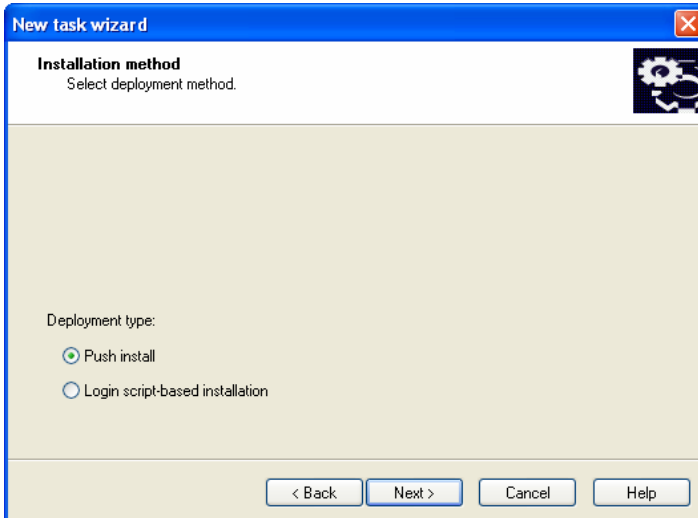 New task wizard
Installation method
Select deployment method.
Deployment type:
Push install
Login script-based installation
< Back Next > Cancel Help